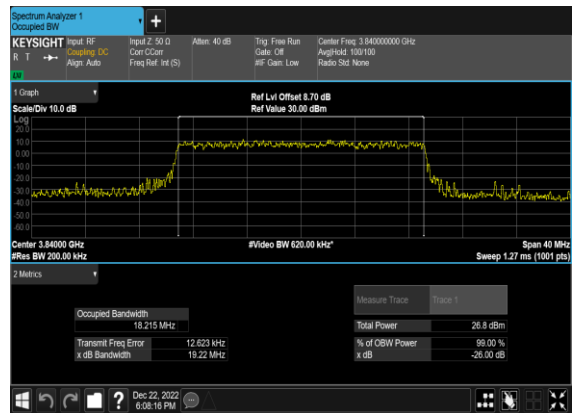 Spectrum Analyzer 1
Occupied BW
+
KEYSIGHT Input: RF Input Z: 50 Ω Atten: 40 dB Trig: Free Run Center Freq: 3.840000000 GHz
R T Coupling: DC Corr CCorr Gate: Off Avg|Hold: 100/100
Align: Auto Freq Ref: Int (S) #IF Gain: Low Radio Std: None
1 Graph
Ref Lvl Offset 8.70 dB
Scale/Div 10.0 dB Ref Value 30.00 dBm
Log
20.0
10.0
0.00
-10.0
-20.0
-30.0
-40.0
-50.0
-60.0
Center 3.84000 GHz #Video BW 620.00 kHz* Span 40 MHz
#Res BW 200.00 kHz Sweep 1.27 ms (1001 pts)
2 Metrics
Measure Trace Trace 1
Occupied Bandwidth
18.215 MHz Total Power 26.8 dBm
Transmit Freq Error 12.623 kHz % of OBW Power 99.00 %
x dB Bandwidth 19.22 MHz x dB -26.00 dB
? Dec 22, 2022
6:08:16 PM